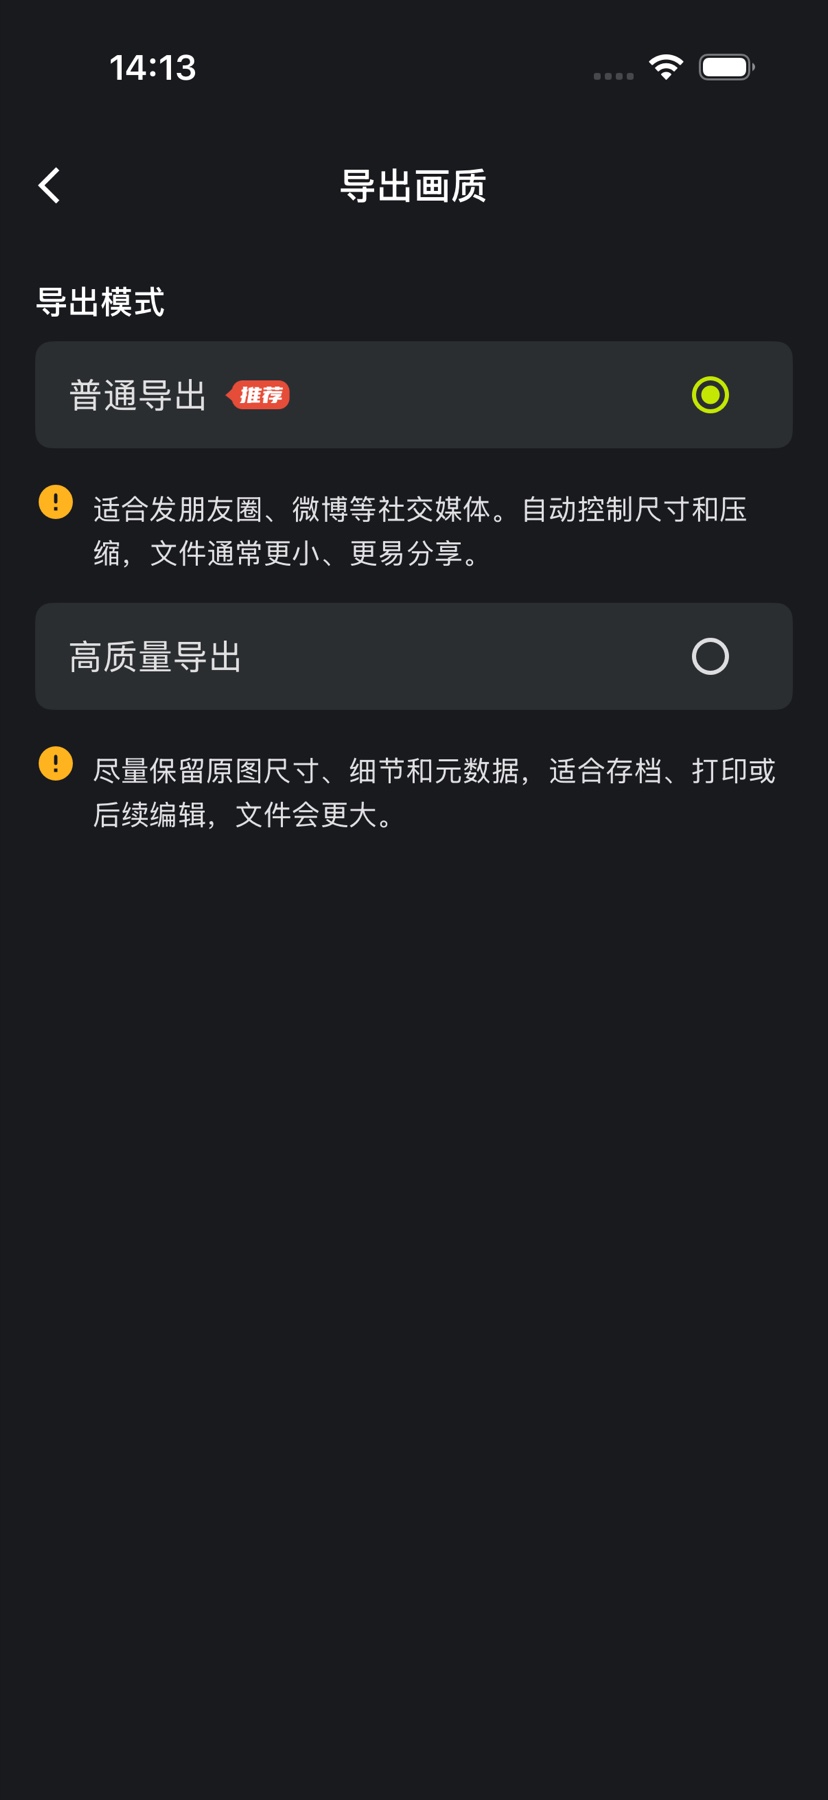 14:13
导出画质
导出模式
普通导出 推荐
适合发朋友圈、微博等社交媒体。自动控制尺寸和压
缩，文件通常更小、更易分享。
高质量导出
尽量保留原图尺寸、细节和元数据，适合存档、打印或
后续编辑，文件会更大。